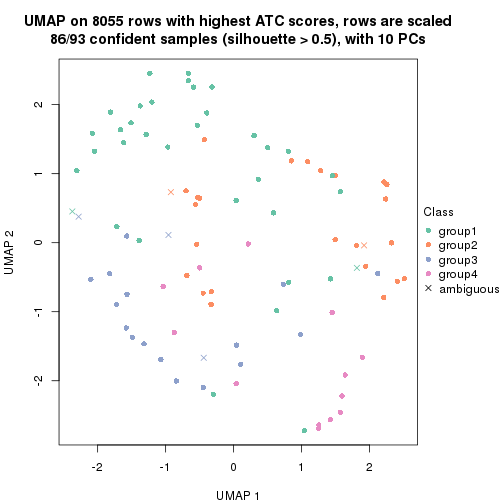 UMAP on 8055 rows with highest ATC scores, rows are scaled
86/93 confident samples (silhouette > 0.5), with 10 PCs
UMAP 2
2
1
0
-1
-2
-2
-1
0
1
2
UMAP 1
Class
group1
group2
group3
group4
ambiguous